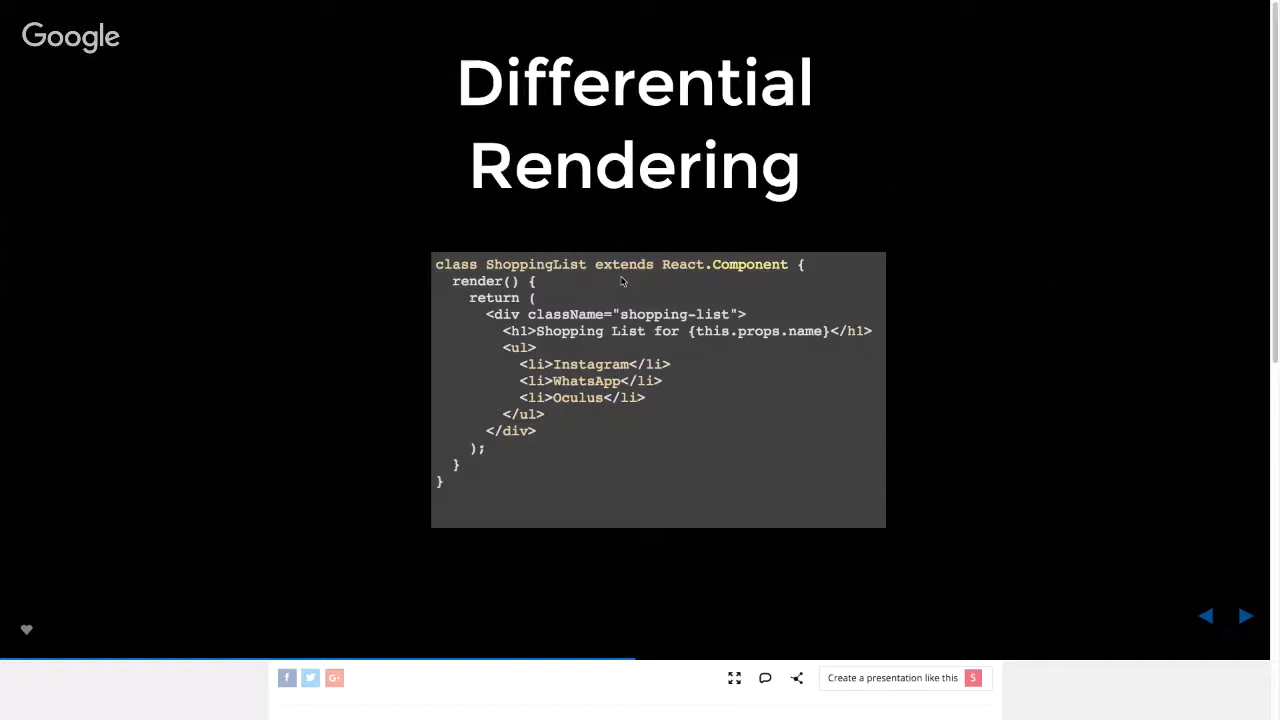 Google
Differential
Rendering
class ShoppingList extends React.Component {
  render() {
    return (
      <div className="shopping-list">
        <h1>Shopping List for {this.props.name}</h1>
        <ul>
          <li>Instagram</li>
          <li>WhatsApp</li>
          <li>Oculus</li>
        </ul>
      </div>
    );
  }
}
f
G+
Create a presentation like this
S